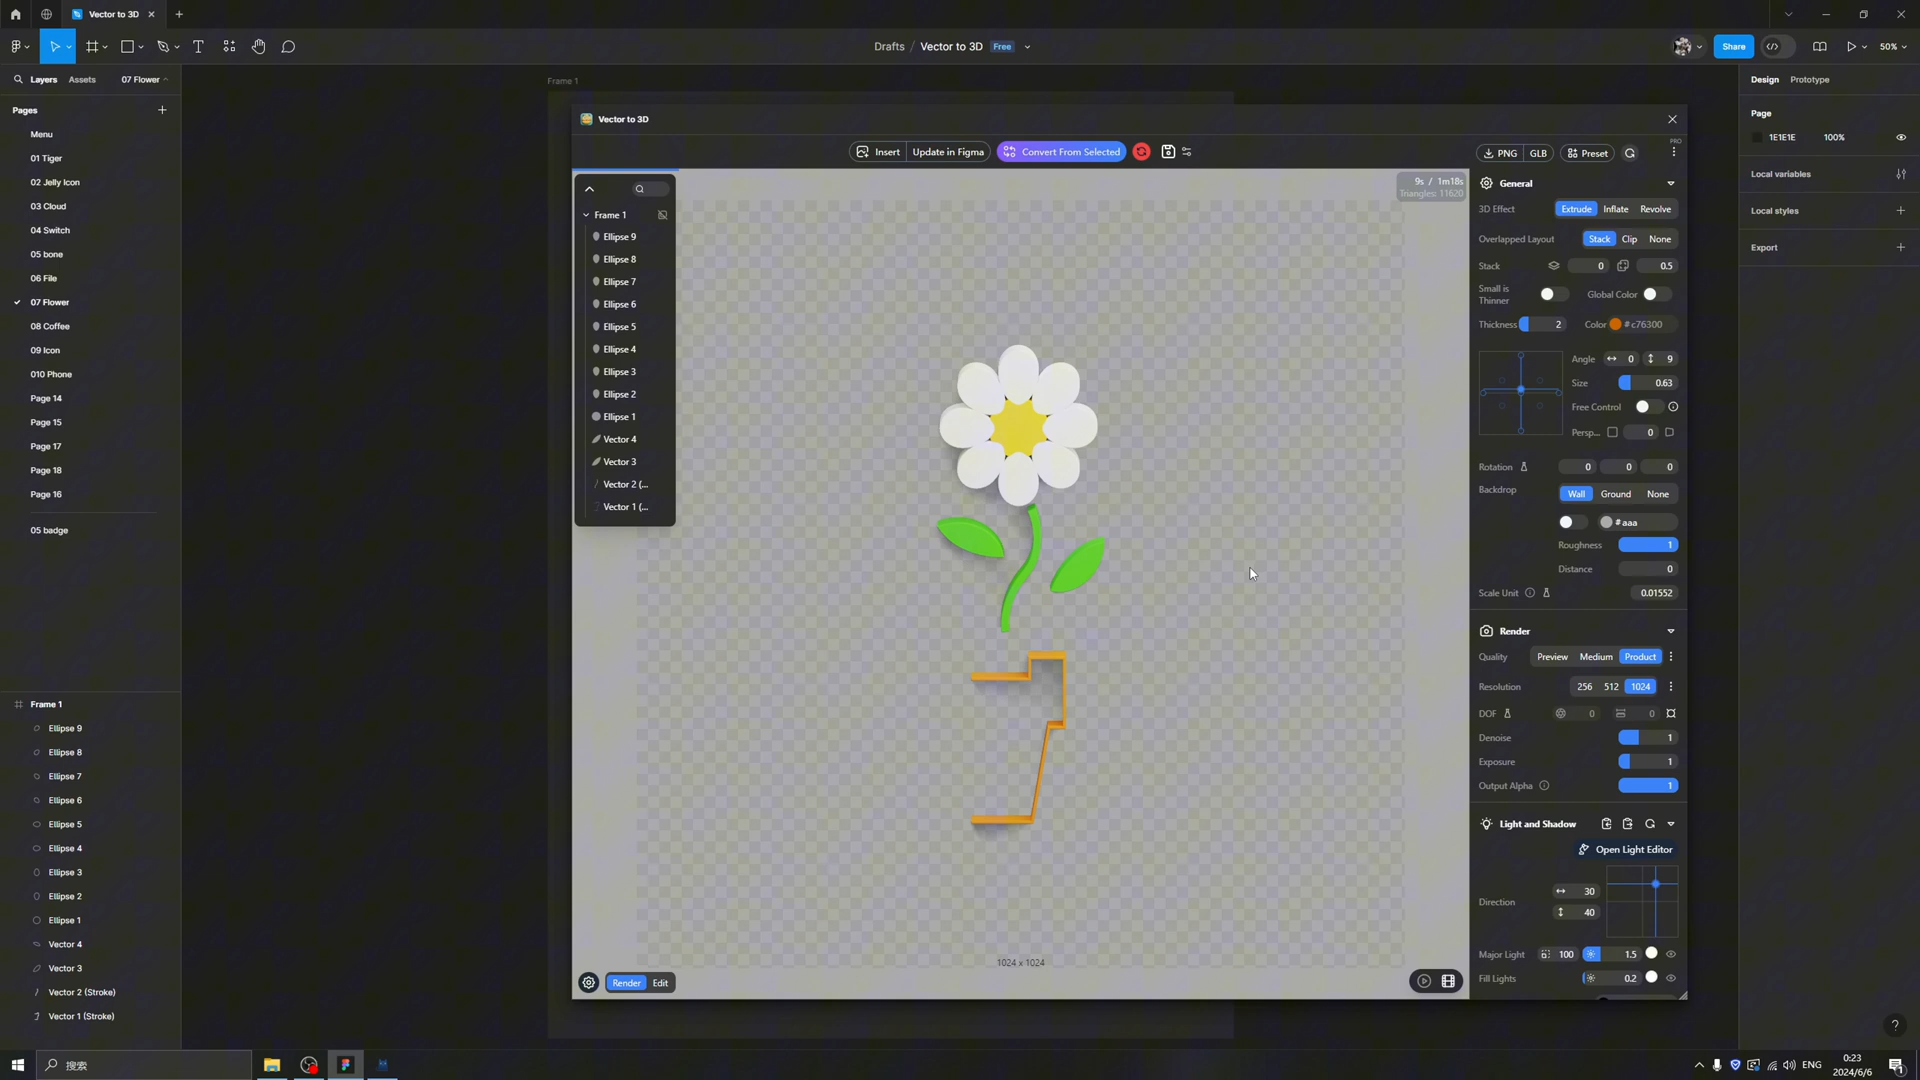 Vector to 3D
Drafts / Vector to 3D Free
Share
50%
Layers Assets 07 Flower
Pages
Menu
01 Tiger
02 Jelly Icon
03 Cloud
04 Switch
05 bone
06 File
07 Flower
08 Coffee
09 Icon
010 Phone
Page 14
Page 15
Page 17
Page 18
Page 16
05 badge
Frame 1
Ellipse 9
Ellipse 8
Ellipse 7
Ellipse 6
Ellipse 5
Ellipse 4
Ellipse 3
Ellipse 2
Ellipse 1
Vector 4
Vector 3
Vector 2 (Stroke)
Vector 1 (Stroke)
Frame 1
Vector to 3D
Insert Update in Figma Convert From Selected
PNG GLB Preset PRO
Frame 1
Ellipse 9
Ellipse 8
Ellipse 7
Ellipse 6
Ellipse 5
Ellipse 4
Ellipse 3
Ellipse 2
Ellipse 1
Vector 4
Vector 3
Vector 2 (...
Vector 1 (...
9s / 1m18s
Triangles: 11620
1024 x 1024
Render Edit
General
3D Effect Extrude Inflate Revolve
Overlapped Layout Stack Clip None
Stack 0 0.5
Small is Thinner Global Color
Thickness 2 Color #c76300
Angle 0 9
Size 0.63
Free Control
Persp... 0
Rotation 0 0 0
Backdrop Wall Ground None
#aaa
Roughness 1
Distance 0
Scale Unit 0.01552
Render
Quality Preview Medium Product
Resolution 256 512 1024
DOF 0 0
Denoise 1
Exposure 1
Output Alpha 1
Light and Shadow
Open Light Editor
Direction 30
40
Major Light 100 1.5
Fill Lights 0.2
Design Prototype
Page
1E1E1E 100%
Local variables
Local styles
Export
?
搜索
ENG
0:23
2024/6/6
1